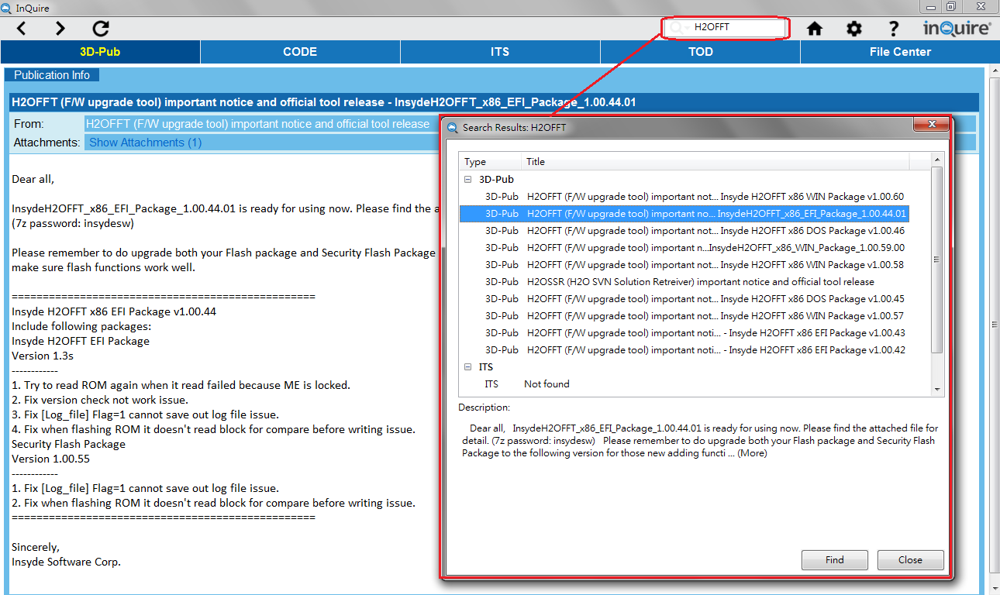 InQuire
H2OFFT
inQuire
3D-Pub
CODE
ITS
TOD
File Center
Publication Info
H2OFFT (F/W upgrade tool) important notice and official tool release - InsydeH2OFFT_x86_EFI_Package_1.00.44.01
From:
H2OFFT (F/W upgrade tool) important notice and official tool release
Attachments:
Show Attachments (1)
Dear all,
InsydeH2OFFT_x86_EFI_Package_1.00.44.01 is ready for using now. Please find the a
(7z password: insydesw)
Please remember to do upgrade both your Flash package and Security Flash Package
make sure flash functions work well.
=================================================
Insyde H2OFFT x86 EFI Package v1.00.44
Include following packages:
Insyde H2OFFT EFI Package
Version 1.3s
------------
1. Try to read ROM again when it read failed because ME is locked.
2. Fix version check not work issue.
3. Fix [Log_file] Flag=1 cannot save out log file issue.
4. Fix when flashing ROM it doesn't read block for compare before writing issue.
Security Flash Package
Version 1.00.55
------------
1. Fix [Log_file] Flag=1 cannot save out log file issue.
2. Fix when flashing ROM it doesn't read block for compare before writing issue.
=================================================
Sincerely,
Insyde Software Corp.
Search Results: H2OFFT
Type Title
3D-Pub
3D-Pub H2OFFT (F/W upgrade tool) important not... Insyde H2OFFT x86 WIN Package v1.00.60
3D-Pub H2OFFT (F/W upgrade tool) important no... InsydeH2OFFT_x86_EFI_Package_1.00.44.01
3D-Pub H2OFFT (F/W upgrade tool) important not... Insyde H2OFFT x86 DOS Package v1.00.46
3D-Pub H2OFFT (F/W upgrade tool) important n...InsydeH2OFFT_x86_WIN_Package_1.00.59.00
3D-Pub H2OFFT (F/W upgrade tool) important not... Insyde H2OFFT x86 WIN Package v1.00.58
3D-Pub H2OSSR (H2O SVN Solution Retreiver) important notice and official tool release
3D-Pub H2OFFT (F/W upgrade tool) important not... Insyde H2OFFT x86 DOS Package v1.00.45
3D-Pub H2OFFT (F/W upgrade tool) important not... Insyde H2OFFT x86 WIN Package v1.00.57
3D-Pub H2OFFT (F/W upgrade tool) important noti... - Insyde H2OFFT x86 EFI Package v1.00.43
3D-Pub H2OFFT (F/W upgrade tool) important noti... - Insyde H2OFFT x86 EFI Package v1.00.42
ITS
ITS Not found
Description:
Dear all, InsydeH2OFFT_x86_EFI_Package_1.00.44.01 is ready for using now. Please find the attached file for
detail. (7z password: insydesw) Please remember to do upgrade both your Flash package and Security Flash
Package to the following version for those new adding functi ... (More)
Find
Close